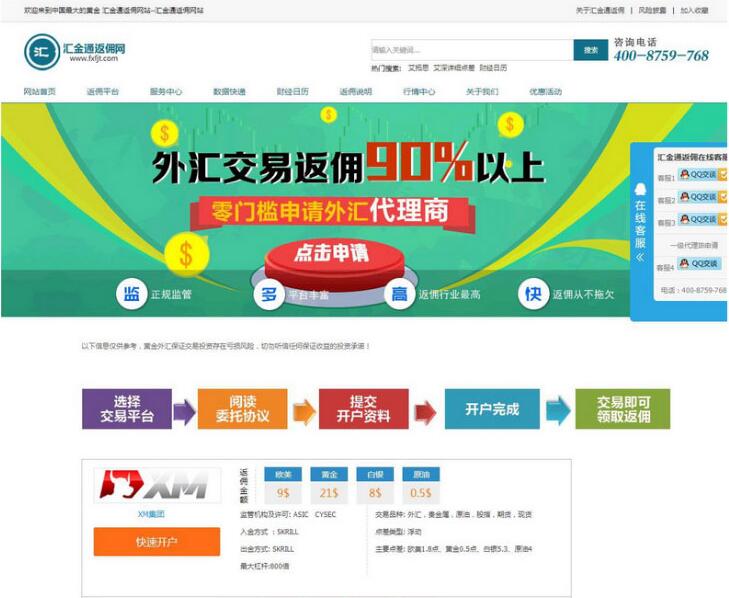 欢迎来到中国最大的黄金 汇金通返佣网站--汇金通返佣网站
关于汇金通返佣 | 风险披露 | 加入收藏
汇
汇金通返佣网
www.fxfjt.com
请输入关键词...
搜索
热门搜索: 艾拓思 艾深详细点差 财经日历
咨询电话
400-8759-768
网站首页 返佣平台 服务中心 数据快递 财经日历 返佣说明 行情中心 关于我们 优惠活动
外汇交易返佣90%以上
零门槛申请外汇代理商
点击申请
监 正规监管
多 平台丰富
高 返佣行业最高
快 返佣从不拖欠
在线客服
汇金通返佣在线客服
客服1 QQ交谈
客服2 QQ交谈
客服3 QQ交谈
一级代理商申请
客服4 QQ交谈
电话：400-8759-768
以下信息仅供参考，黄金外汇保证交易投资存在亏损风险，切勿听信任何保证收益的投资承诺！
选择
交易平台
阅读
委托协议
提交
开户资料
开户完成
交易即可
领取返佣
XM
XM集团
快速开户
返佣金额
欧美 黄金 白银 原油
9$ 21$ 8$ 0.5$
监管机构及许可: ASIC CYSEC
入金方式 ：SKRILL
出金方式: SKRILL
最大杠杆:800倍
交易品种: 外汇，贵金属，原油，股指，期货，现货
点差类型: 浮动
主要点差: 欧美1.8点、黄金0.5点、白银5.3、原油4